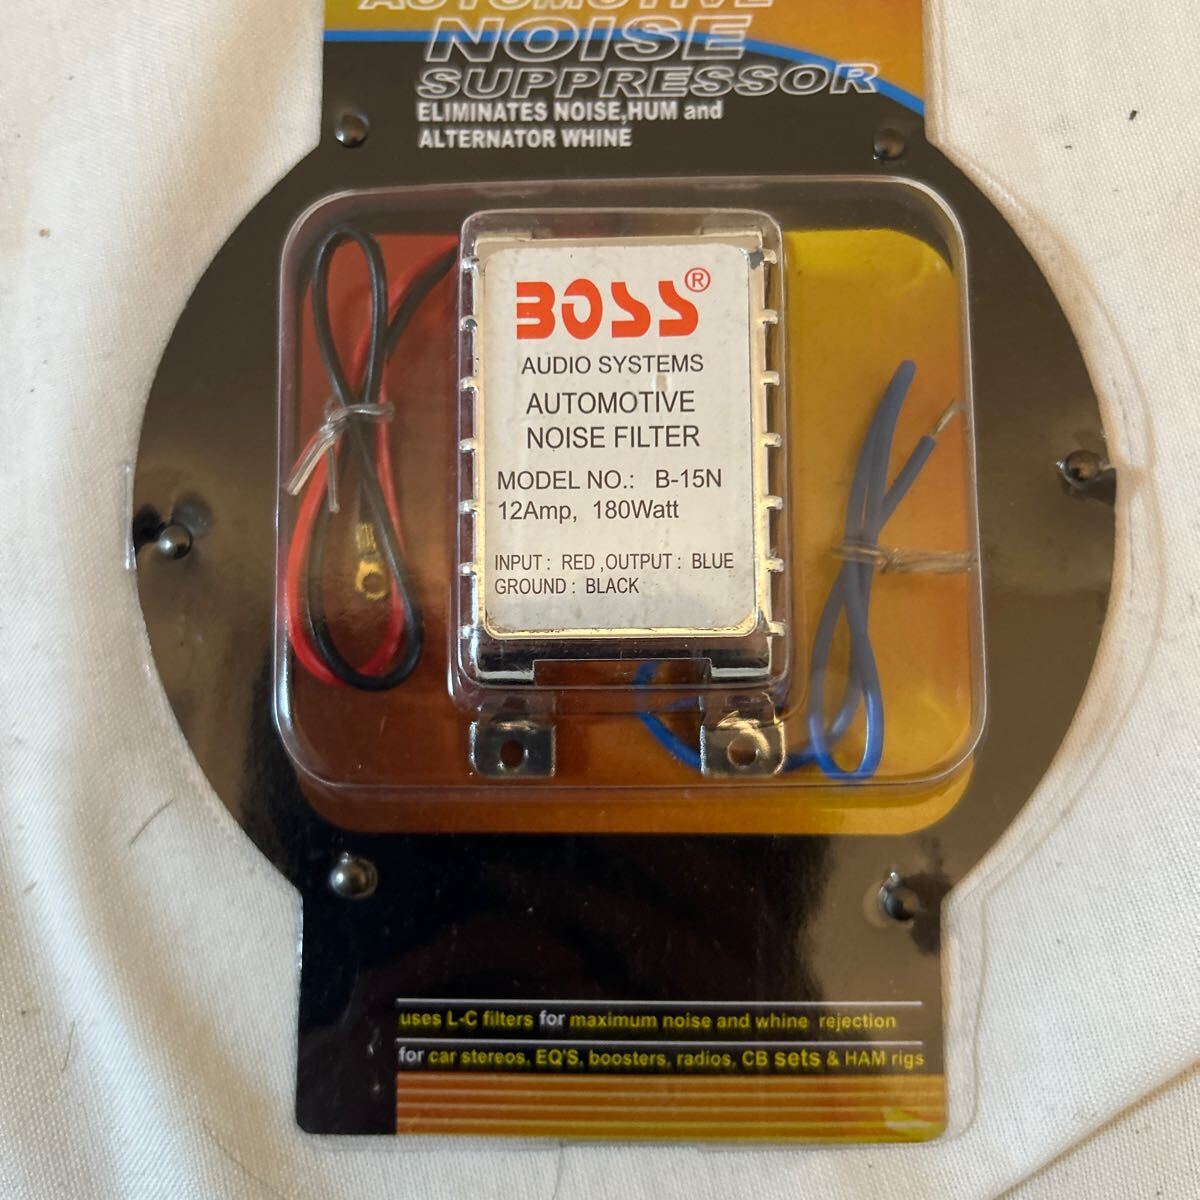 AUTOMOTIVE
NOISE
SUPPRESSOR
ELIMINATES NOISE,HUM and
ALTERNATOR WHINE
BOSS®
AUDIO SYSTEMS
AUTOMOTIVE
NOISE FILTER
MODEL NO.: B-15N
12Amp, 180Watt
INPUT : RED ,OUTPUT : BLUE
GROUND : BLACK
uses L-C filters for maximum noise and whine rejection
for car stereos, EQ'S, boosters, radios, CB sets & HAM rigs